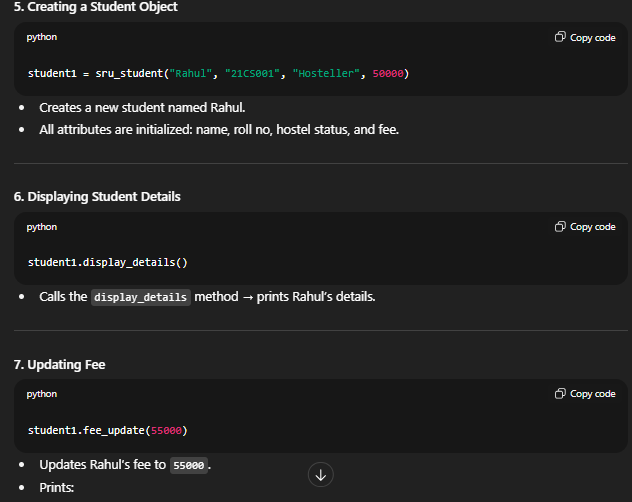 5. Creating a Student Object
python
Copy code
student1 = sru_student("Rahul", "21CS001", "Hosteller", 50000)
• Creates a new student named Rahul.
• All attributes are initialized: name, roll no, hostel status, and fee.
6. Displaying Student Details
python
Copy code
student1.display_details()
• Calls the display_details method → prints Rahul's details.
7. Updating Fee
python
Copy code
student1.fee_update(55000)
• Updates Rahul's fee to 55000.
• Prints: